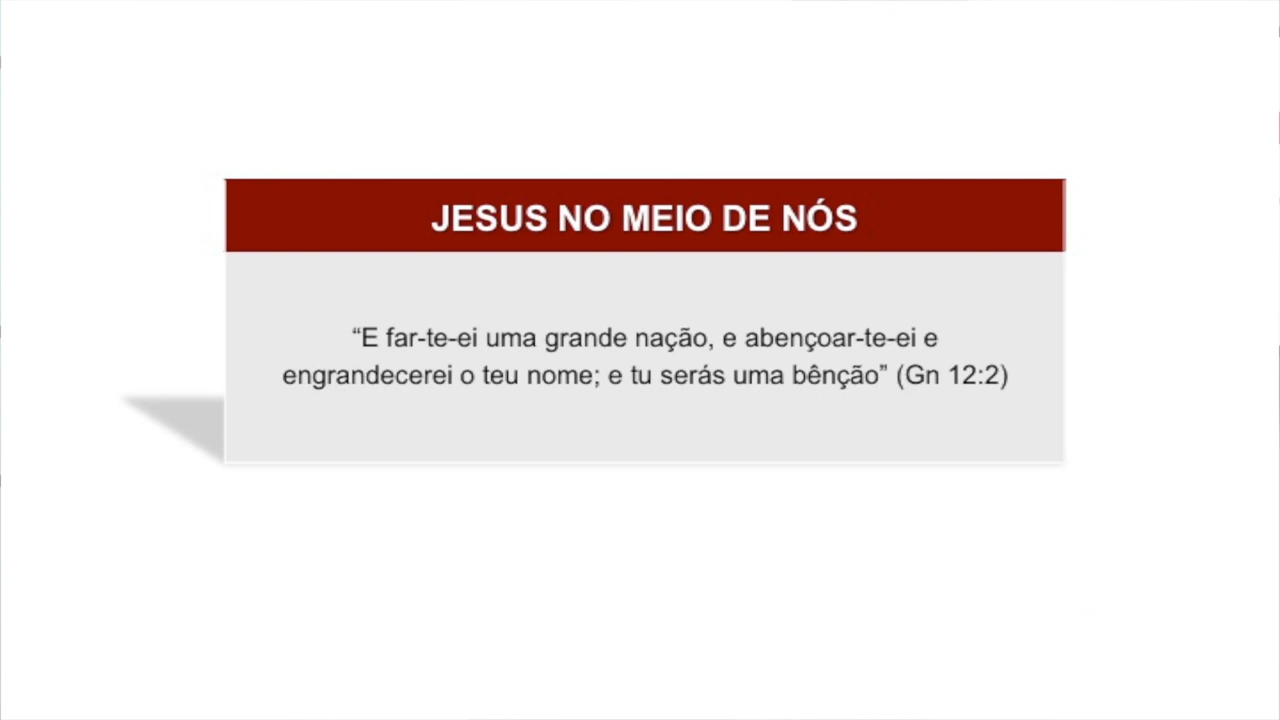 JESUS NO MEIO DE NÓS
“E far-te-ei uma grande nação, e abençoar-te-ei e
engrandecerei o teu nome; e tu serás uma bênção” (Gn 12:2)